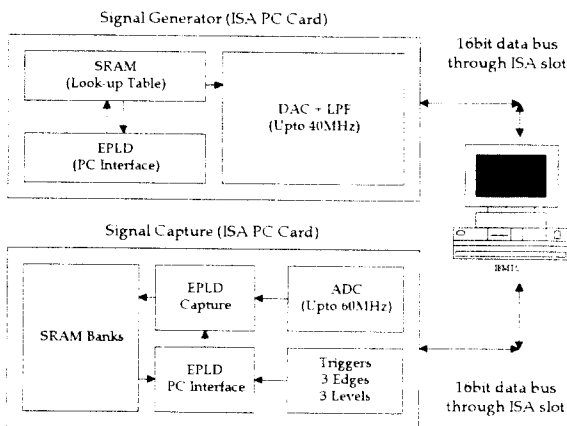 Signal Generator (ISA PC Card)
16bit data bus
through ISA slot
SRAM
(Look-up Table)
DAC + LPF
(Upto 40MHz)
EPLD
(PC Interface)
Signal Capture (ISA PC Card)
EPLD
Capture
ADC
(Upto 60MHz)
SRAM Banks
EPLD
PC Interface
Triggers
3 Edges
3 Levels
16bit data bus
through ISA slot